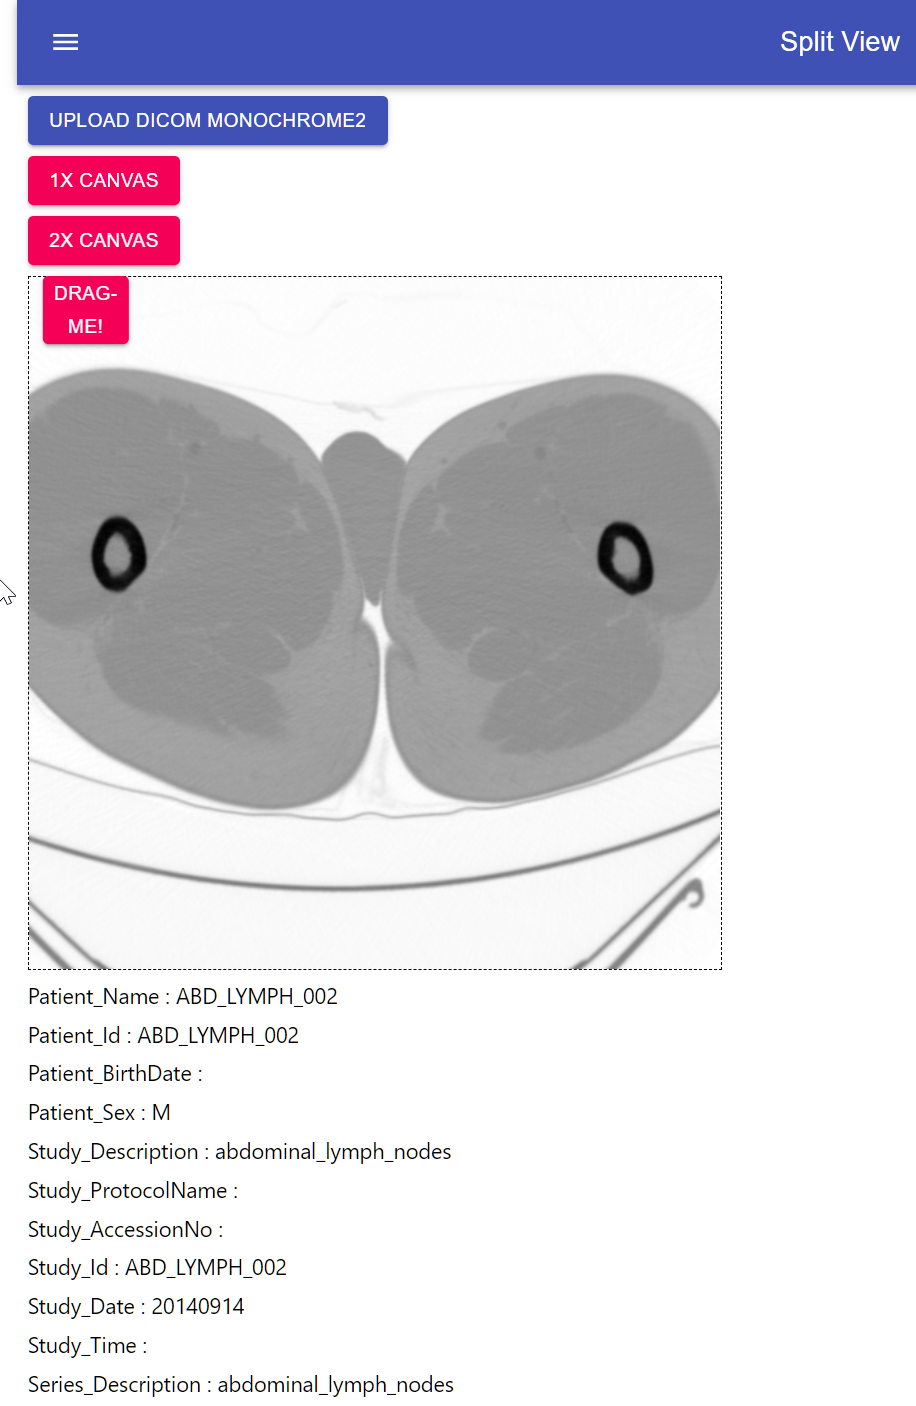 Split View
UPLOAD DICOM MONOCHROME2
1X CANVAS
2X CANVAS
DRAG-
ME!
Patient_Name : ABD_LYMPH_002
Patient_Id : ABD_LYMPH_002
Patient_BirthDate :
Patient_Sex : M
Study_Description : abdominal_lymph_nodes
Study_ProtocolName :
Study_AccessionNo :
Study_Id : ABD_LYMPH_002
Study_Date : 20140914
Study_Time :
Series_Description : abdominal_lymph_nodes